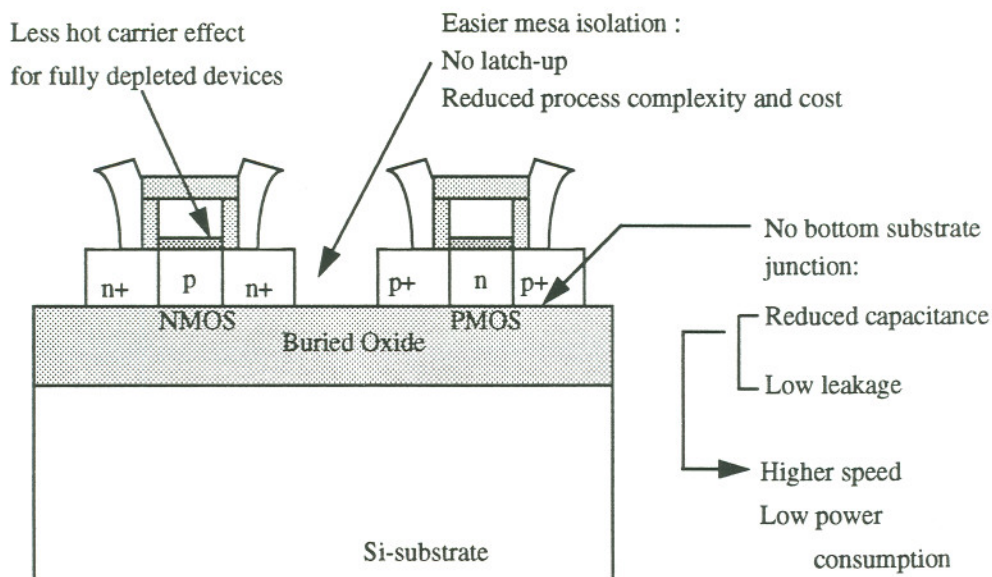 Less hot carrier effect
for fully depleted devices
Easier mesa isolation :
No latch-up
Reduced process complexity and cost
No bottom substrate
junction:
Reduced capacitance
Low leakage
Higher speed
Low power
consumption
n+
p
n+
p+
n
p+
NMOS
PMOS
Buried Oxide
Si-substrate